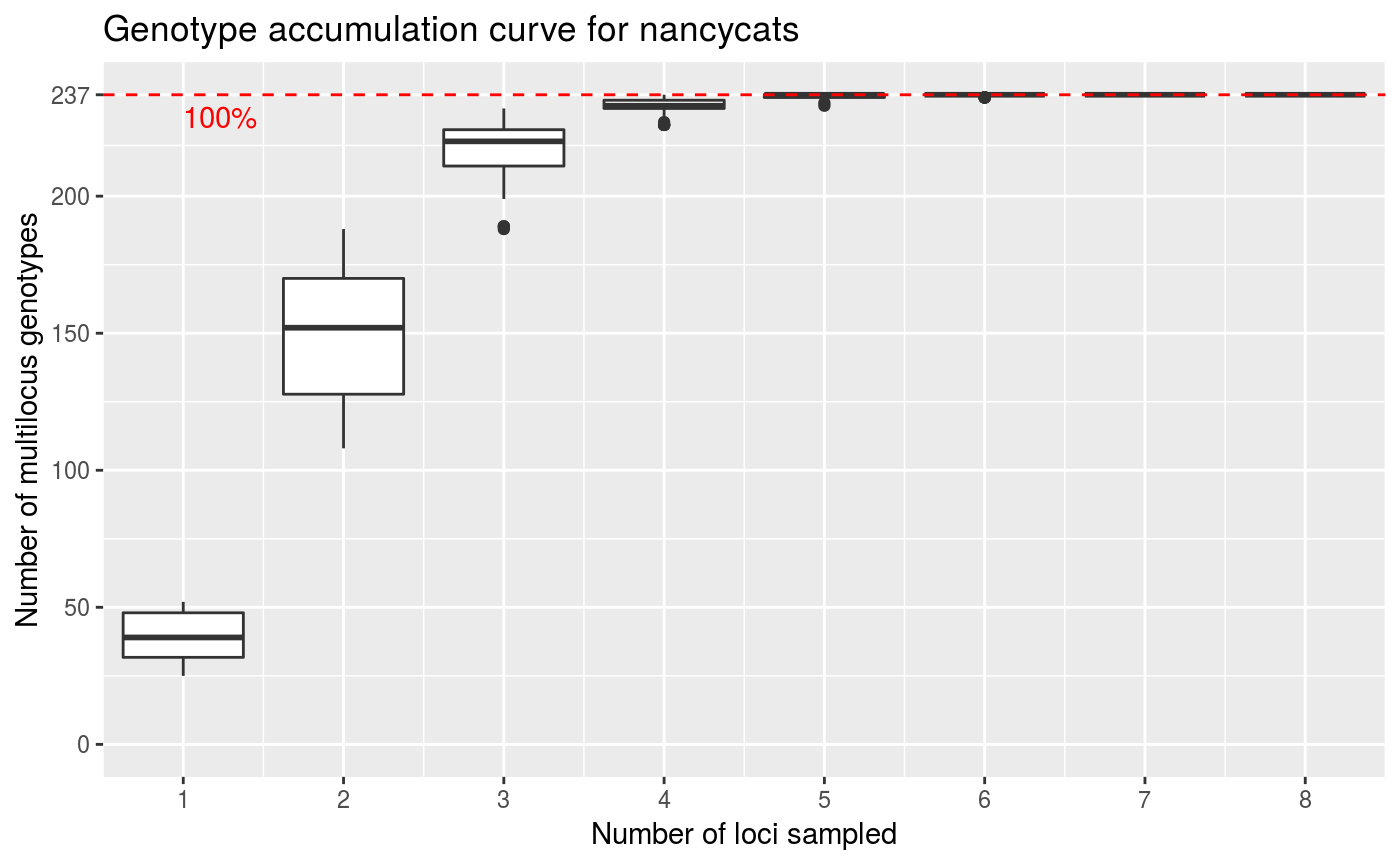 Genotype accumulation curve for nancycats
237
100%
200
150
100
50
0
Number of multilocus genotypes
1 2 3 4 5 6 7 8
Number of loci sampled